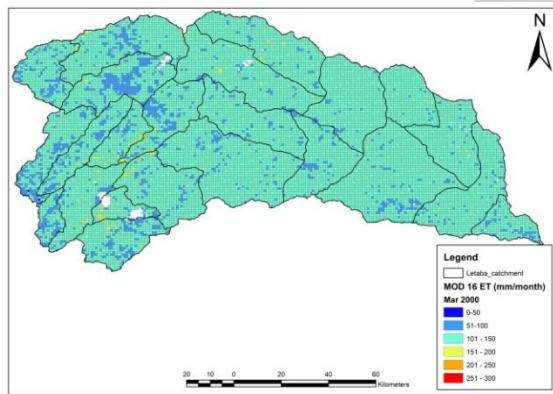 N
Legend
Letaba_catchment
MOD 16 ET (mm/month)
Mar 2000
0-50
51-100
101 - 150
151 - 200
201 - 250
251 - 300
20 10 0 20 40 60
Kilometers